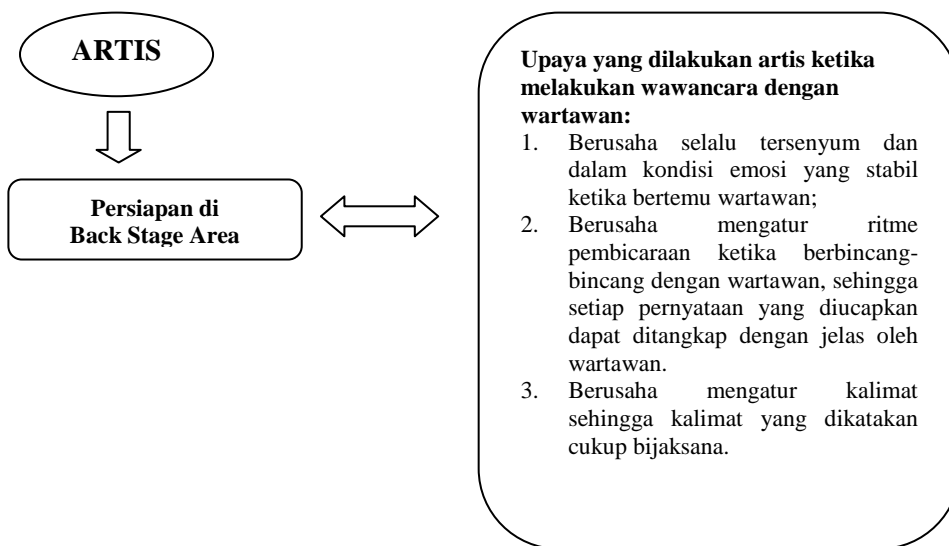 ARTIS
Persiapan di
Back Stage Area
Upaya yang dilakukan artis ketika
melakukan wawancara dengan
wartawan:
1. Berusaha selalu tersenyum dan
dalam kondisi emosi yang stabil
ketika bertemu wartawan;
2. Berusaha mengatur ritme
pembicaraan ketika berbincang-
bincang dengan wartawan, sehingga
setiap pernyataan yang diucapkan
dapat ditangkap dengan jelas oleh
wartawan.
3. Berusaha mengatur kalimat
sehingga kalimat yang dikatakan
cukup bijaksana.